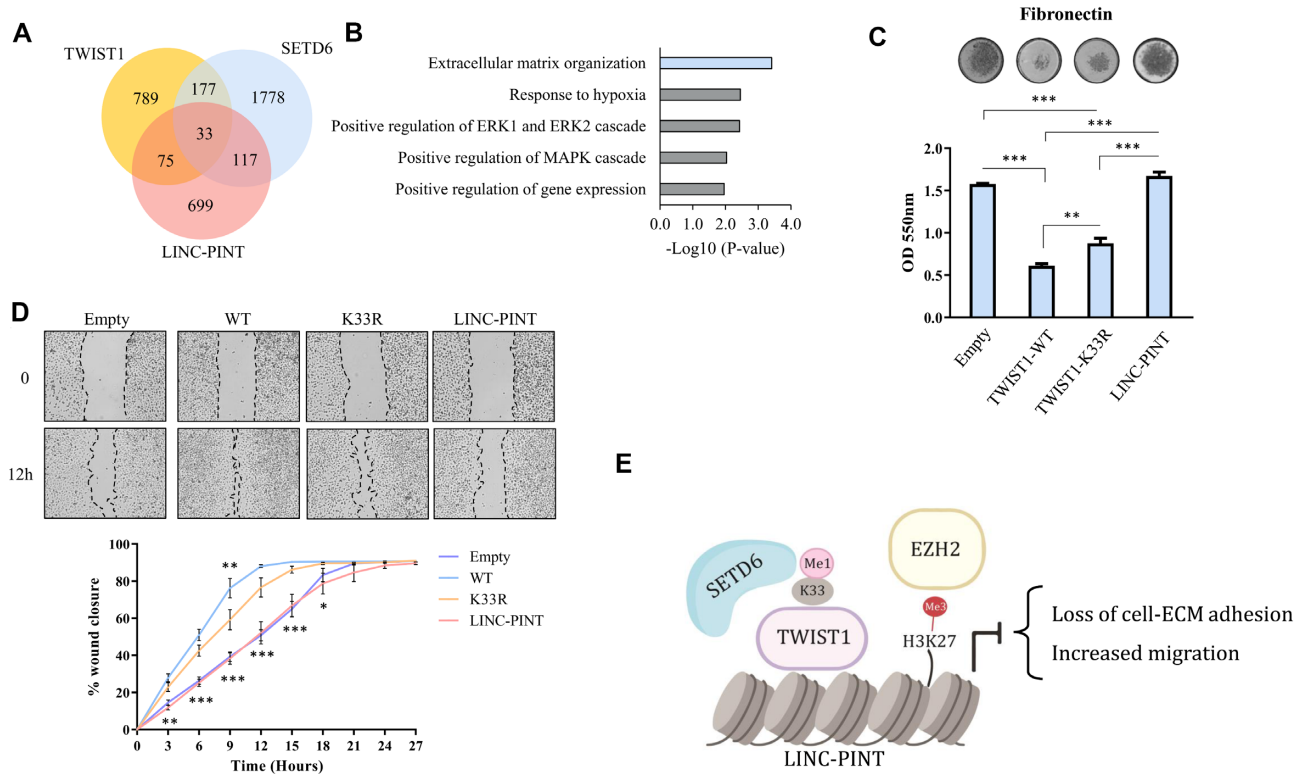 A
TWIST1
SETD6
177
789
1778
33
75
117
699
LINC-PINT
B
Extracellular matrix organization
Response to hypoxia
Positive regulation of ERK1 and ERK2 cascade
Positive regulation of MAPK cascade
Positive regulation of gene expression
0.0 1.0 2.0 3.0 4.0
-Log10 (P-value)
C
Fibronectin
***
***
*** ***
**
2.0
1.5
1.0
0.5
0.0
OD 550nm
Empty
TWIST1-WT
TWIST1-K33R
LINC-PINT
D
Empty WT K33R LINC-PINT
0
12h
100
80
60
40
20
0
% wound closure
**
**
***
***
***
***
*
0 3 6 9 12 15 18 21 24 27
Time (Hours)
Empty
WT
K33R
LINC-PINT
E
SETD6
Me1
K33
TWIST1
EZH2
Me3
H3K27
LINC-PINT
Loss of cell-ECM adhesion
Increased migration